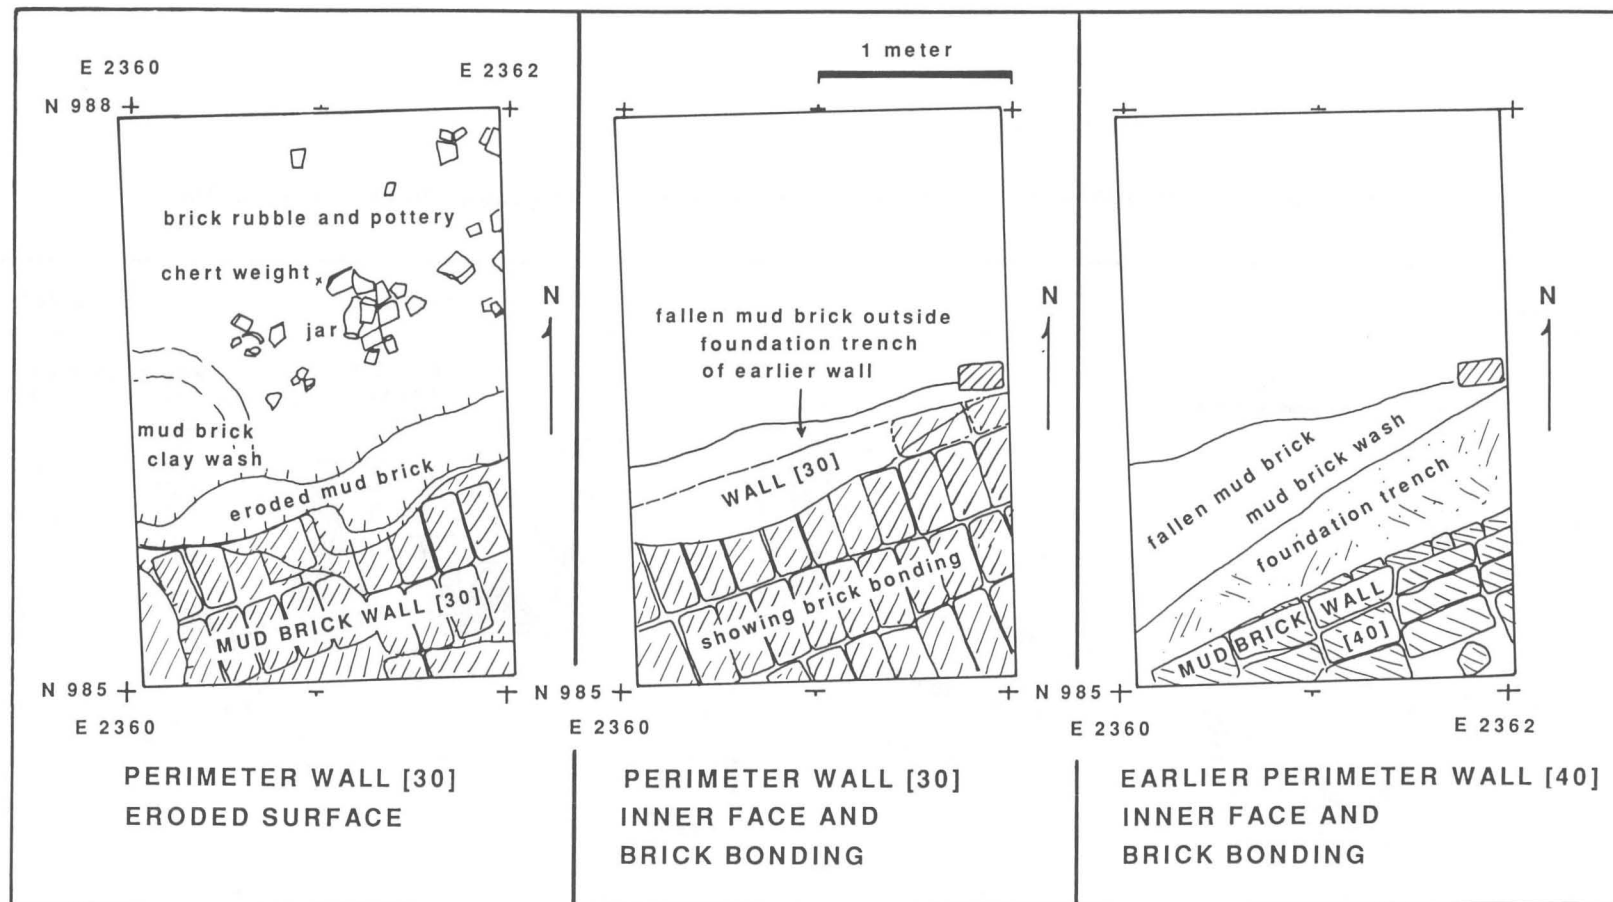 E 2360
E 2362
N 988
brick rubble and pottery
chert weight x
jar
N
mud brick
clay wash
eroded mud brick
MUD BRICK WALL [30]
N 985
E 2360
PERIMETER WALL [30]
ERODED SURFACE
1 meter
fallen mud brick outside
foundation trench
of earlier wall
N
WALL [30]
showing brick bonding
N 985
E 2360
PERIMETER WALL [30]
INNER FACE AND
BRICK BONDING
N
fallen mud brick
mud brick wash
foundation trench
MUD BRICK WALL
[40]
N 985
E 2360
E 2362
EARLIER PERIMETER WALL [40]
INNER FACE AND
BRICK BONDING